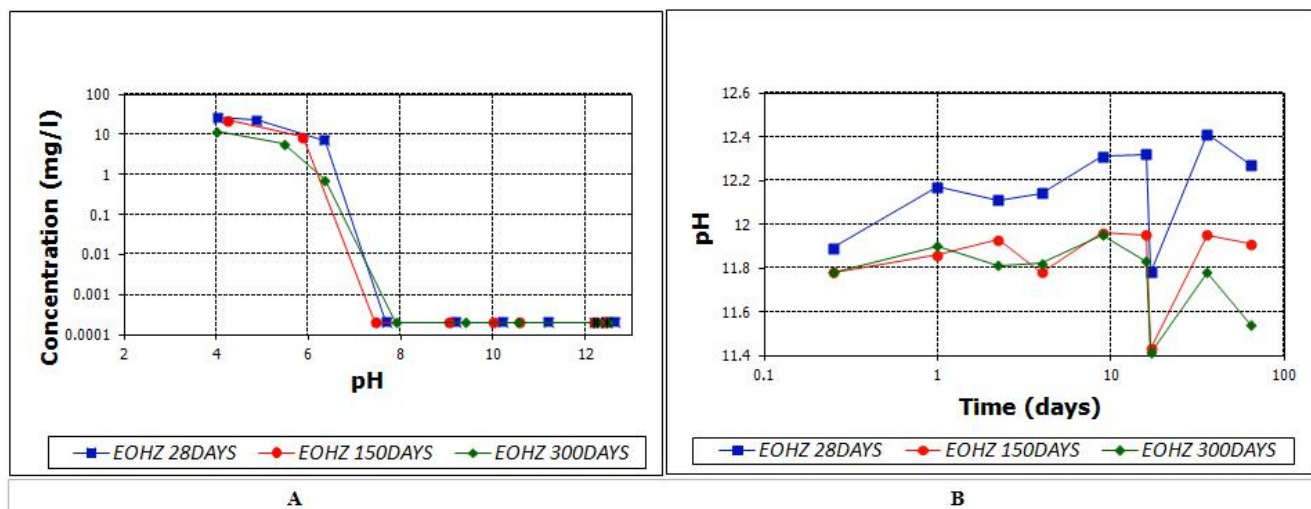 Concentration (mg/l)
100
10
1
0.1
0.01
0.001
0.0001
2 4 6 8 10 12
pH
EOHZ 28DAYS EOHZ 150DAYS EOHZ 300DAYS
A
pH
12.6
12.4
12.2
12
11.8
11.6
11.4
0.1 1 10 100
Time (days)
EOHZ 28DAYS EOHZ 150DAYS EOHZ 300DAYS
B